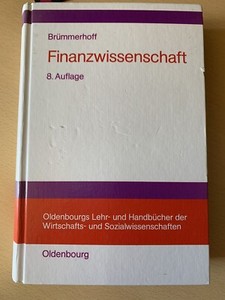 Brümmerhoff
Finanzwissenschaft
8. Auflage
Oldenbourgs Lehr- und Handbücher der
Wirtschafts- und Sozialwissenschaften
Oldenbourg